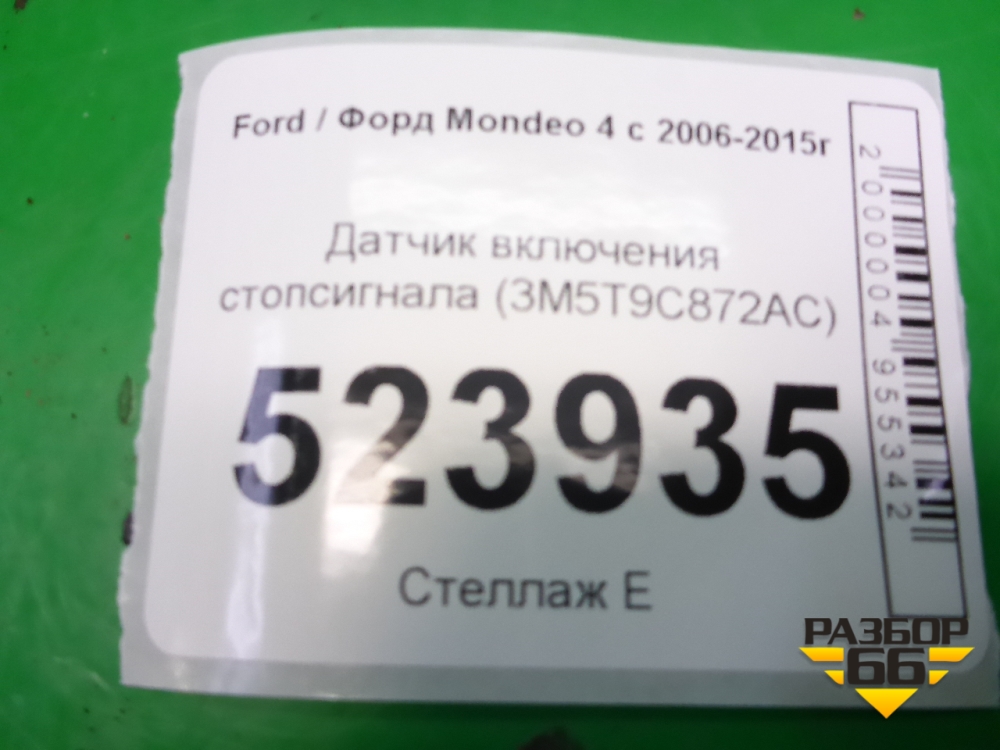 Ford / Форд Mondeo 4 с 2006-2015г
Датчик включения
стопсигнала (3M5T9C872AC)
523935
Стеллаж Е
2000004955342
РАЗБОР
66